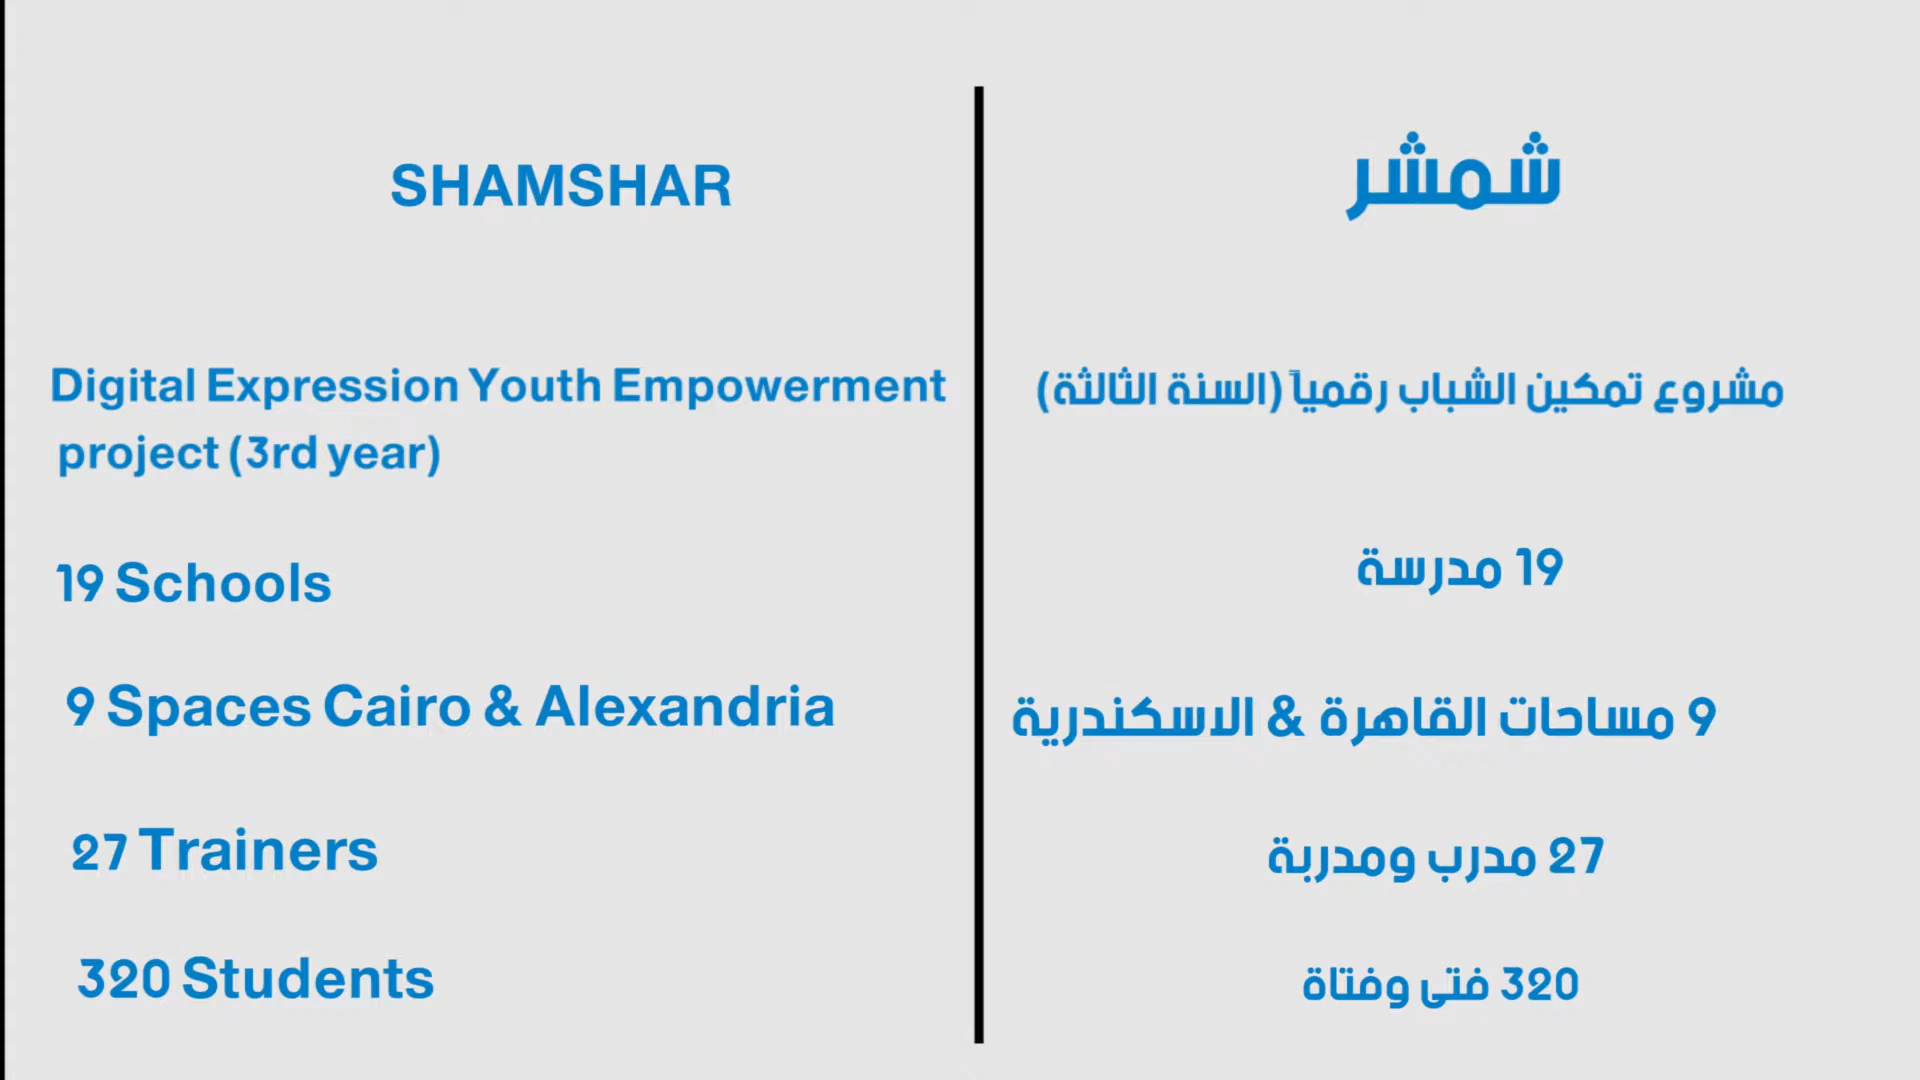 SHAMSHAR
Digital Expression Youth Empowerment
project (3rd year)
19 Schools
9 Spaces Cairo & Alexandria
27 Trainers
320 Students
شمشر
مشروع تمكين الشباب رقمياً (السنة الثالثة)
19 مدرسة
9 مساحات القاهرة & الاسكندرية
27 مدرب ومدربة
320 فتى وفتاة